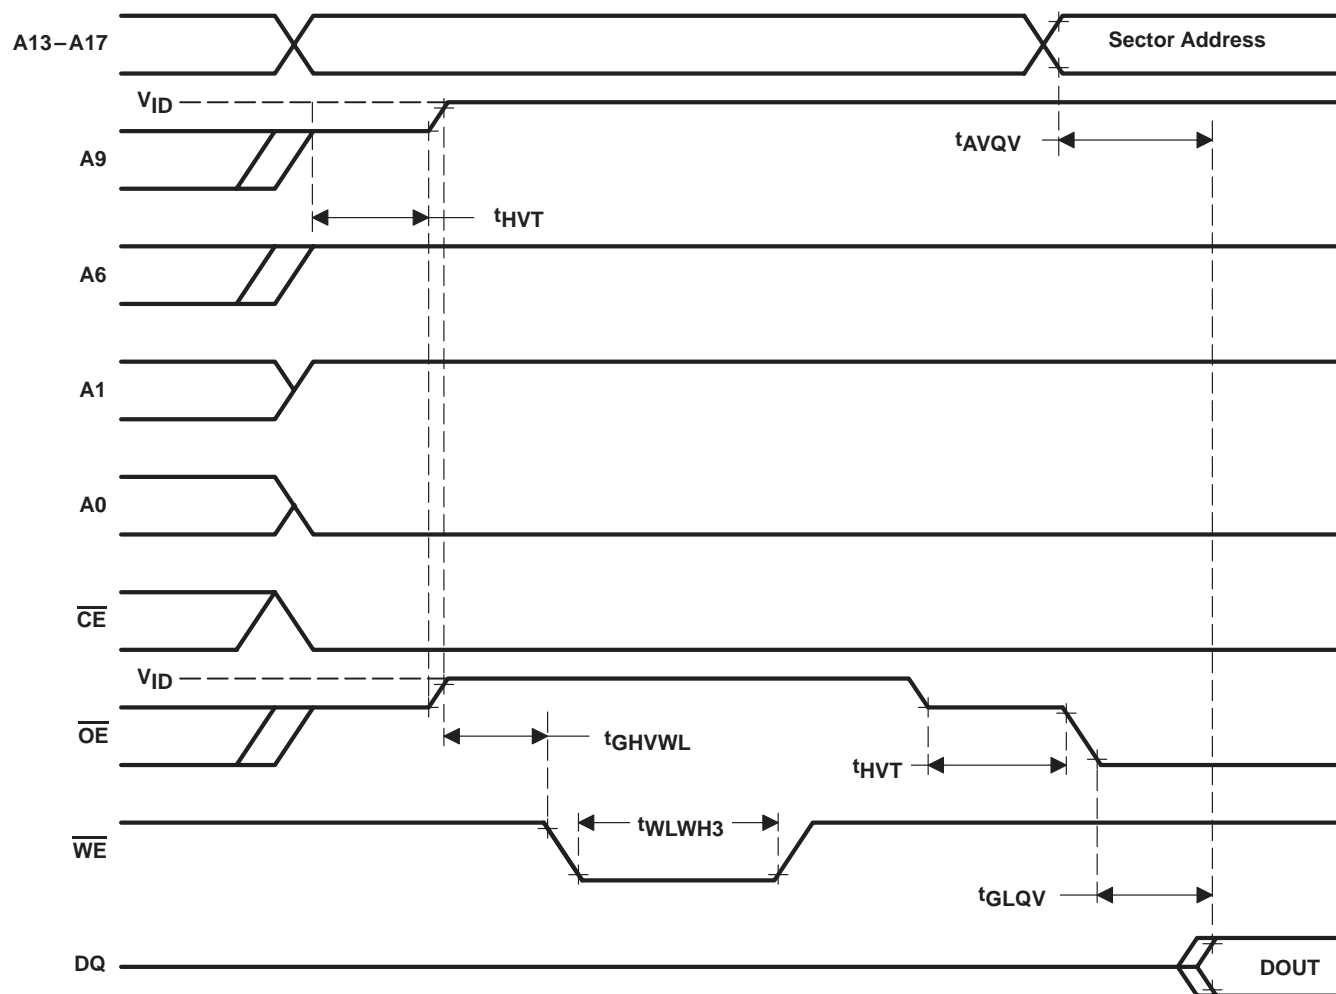 A13–A17
Sector Address
VID
A9
tAVQV
tHVT
A6
A1
A0
CE
VID
OE
tGHVWL
tHVT
WE
tWLWH3
tGLQV
DQ
DOUT